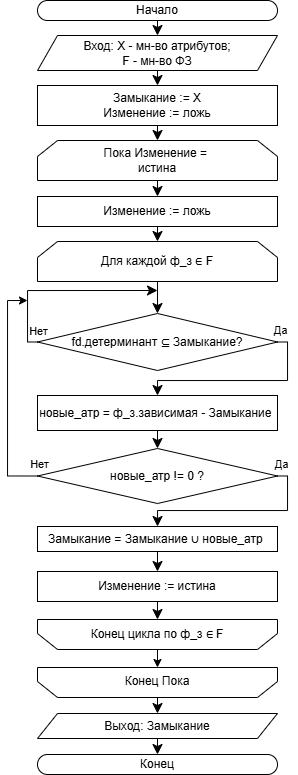 Начало
Вход: X - мн-во атрибутов;
F - мн-во ФЗ
Замыкание := X
Изменение := ложь
Пока Изменение =
истина
Изменение := ложь
Для каждой ф_з ∈ F
Нет
Да
fd.детерминант ⊆ Замыкание?
новые_атр = ф_з.зависимая - Замыкание
Нет
Да
новые_атр != 0 ?
Замыкание = Замыкание ∪ новые_атр
Изменение := истина
Конец цикла по ф_з ∈ F
Конец Пока
Выход: Замыкание
Конец